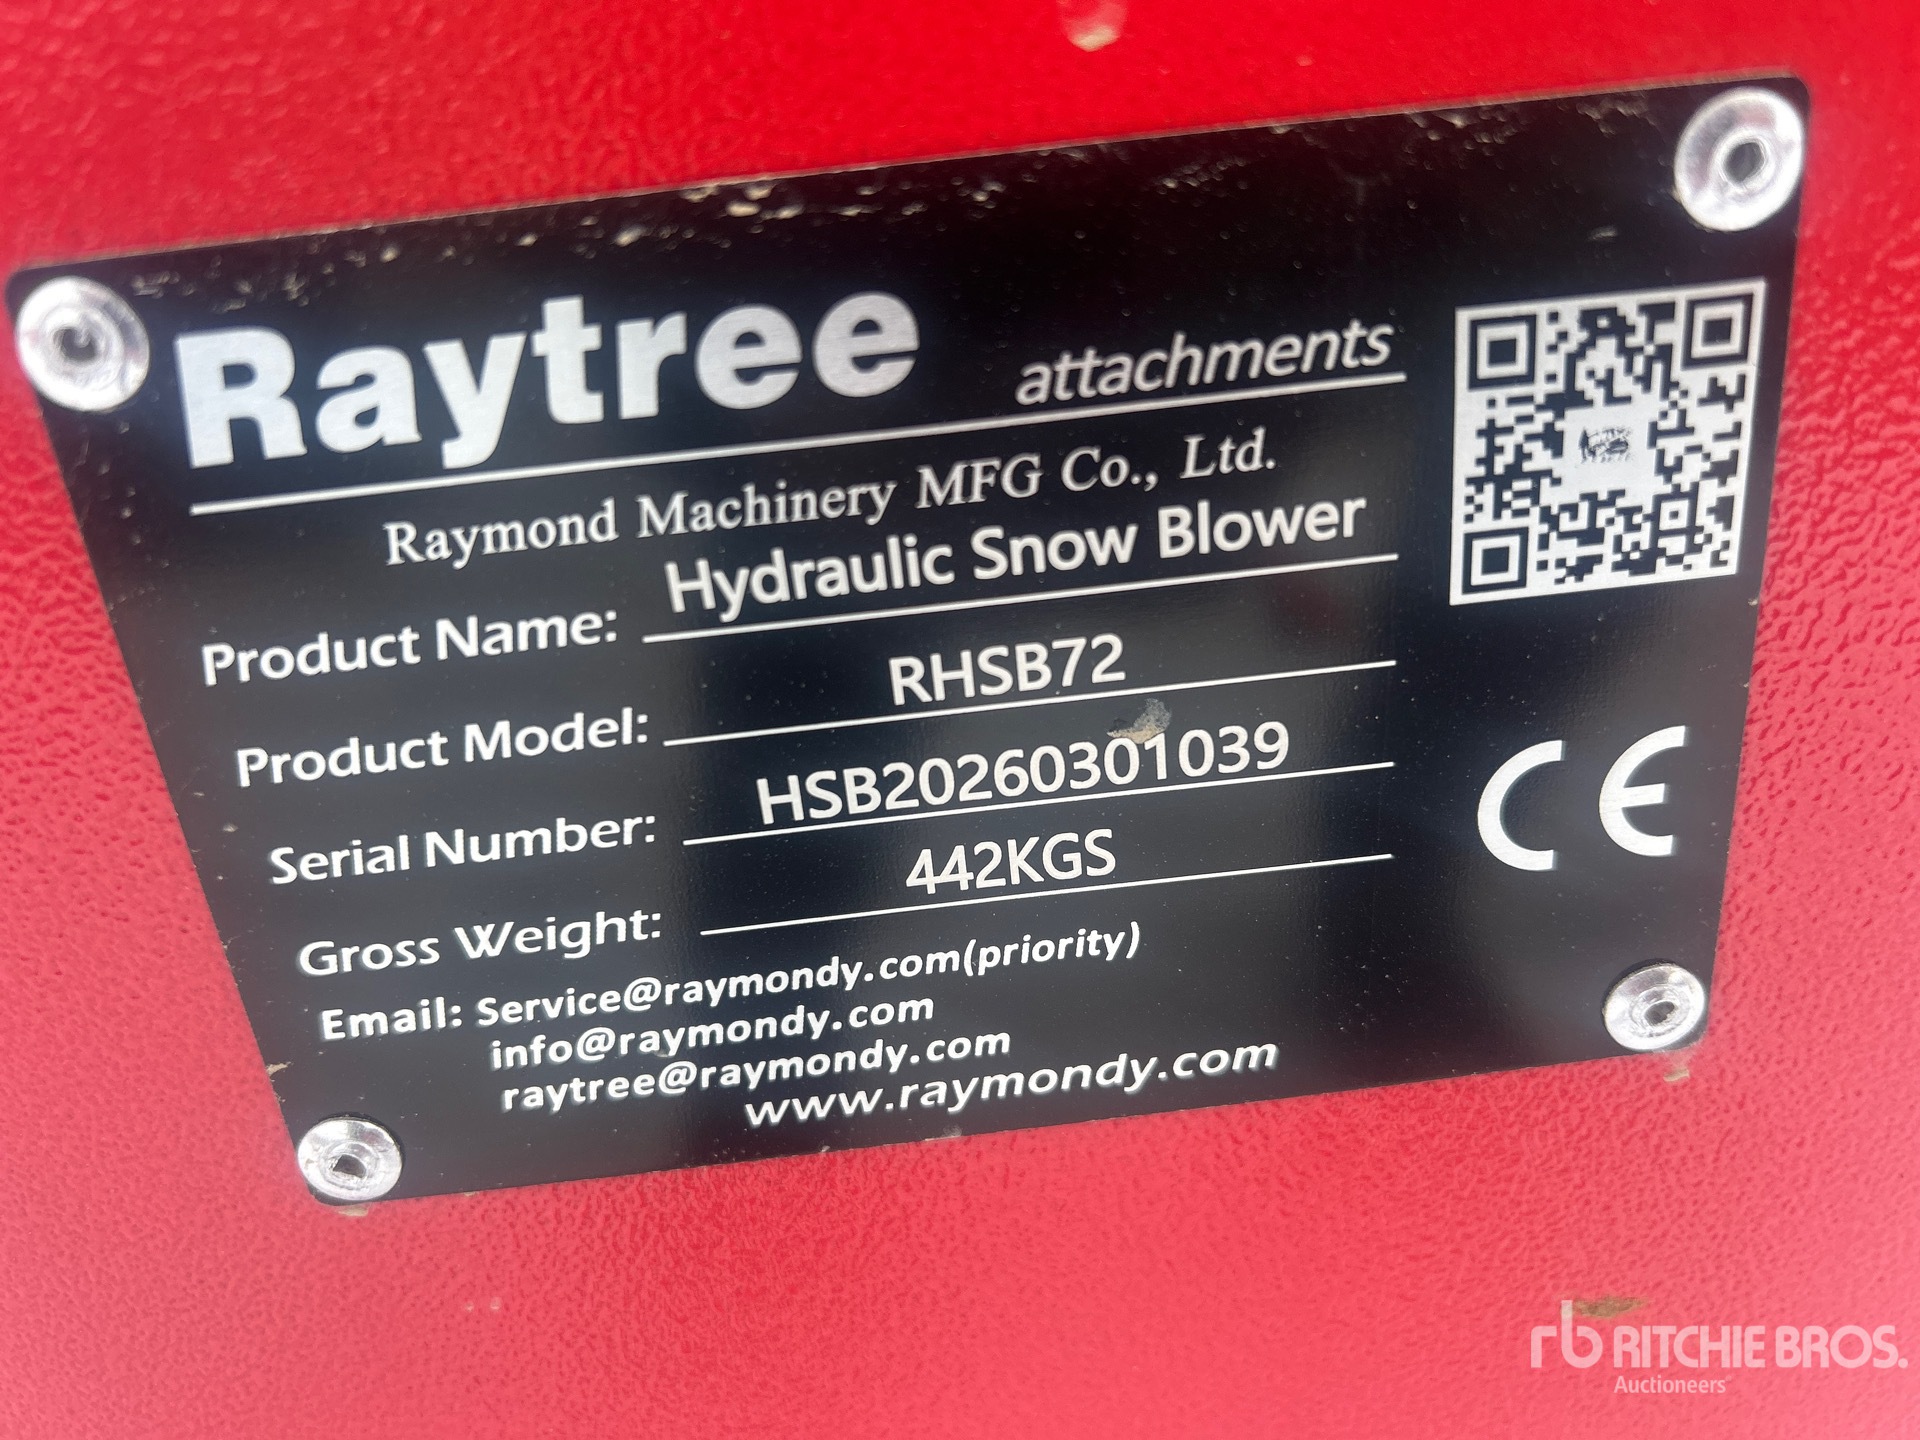 Raytree attachments
Raymond Machinery MFG Co., Ltd.
Product Name: Hydraulic Snow Blower
Product Model: RHSB72
Serial Number: HSB20260301039
Gross Weight: 442KGS
Email: Service@raymondy.com(priority)
info@raymondy.com
raytree@raymondy.com
www.raymondy.com
CE
rb RITCHIE BROS.
Auctioneers